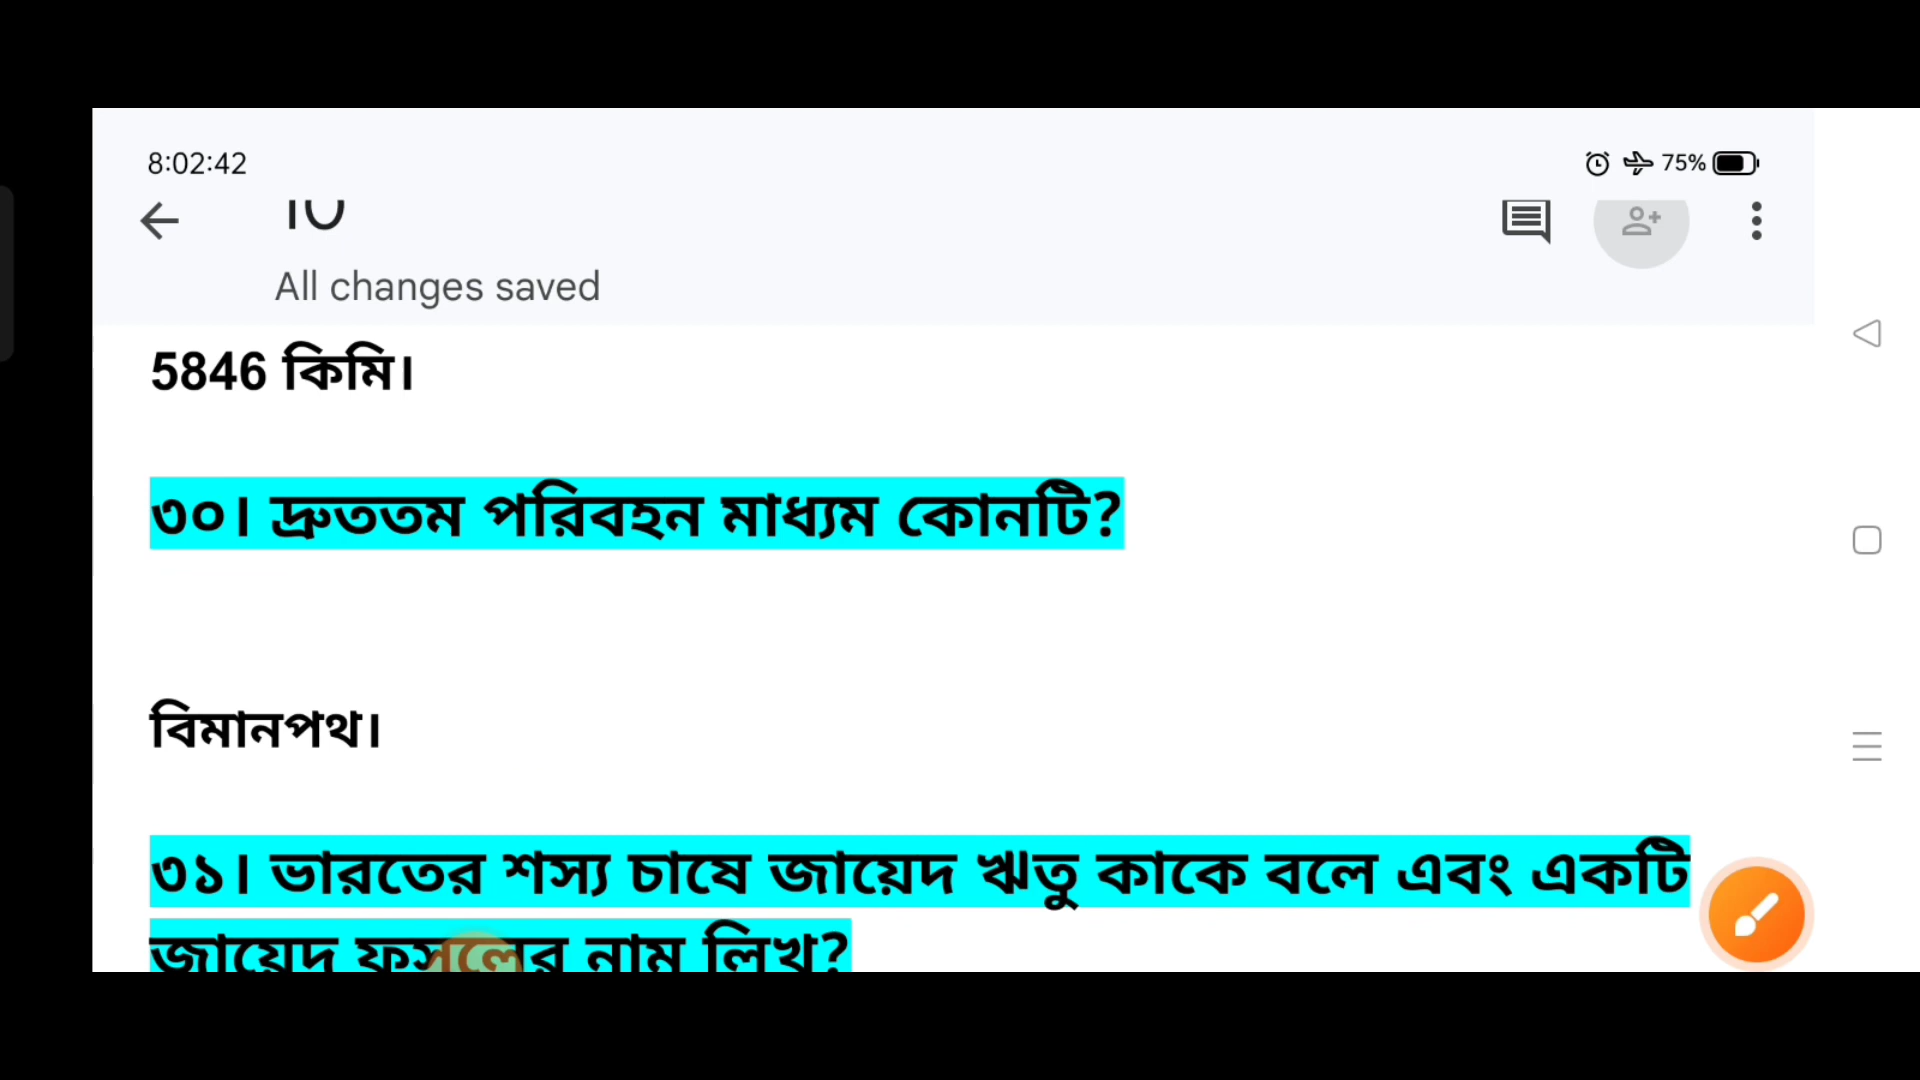 8:02:42
75%
All changes saved
5846 কিমি।
৩০। দ্রুততম পরিবহন মাধ্যম কোনটি?
বিমানপথ।
৩১। ভারতের শস্য চাষে জায়েদ ঋতু কাকে বলে এবং একটি
জায়েদ ফসলের নাম লিখ?